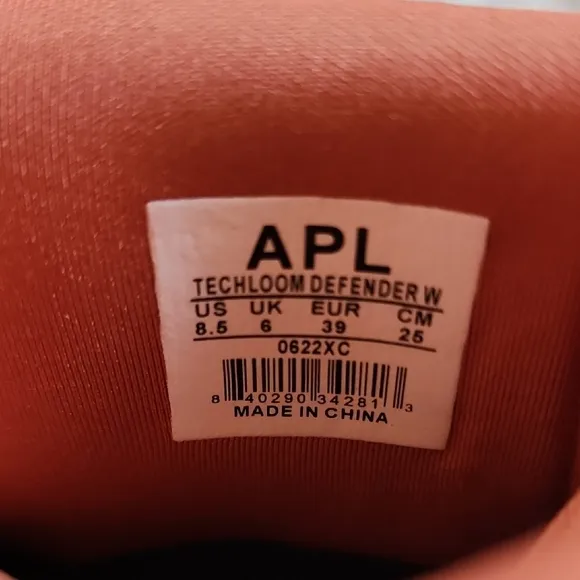 APL
TECHLOOM DEFENDER W
US UK EUR CM
8.5 6 39 25
0622XC
8 40290 34281 3
MADE IN CHINA